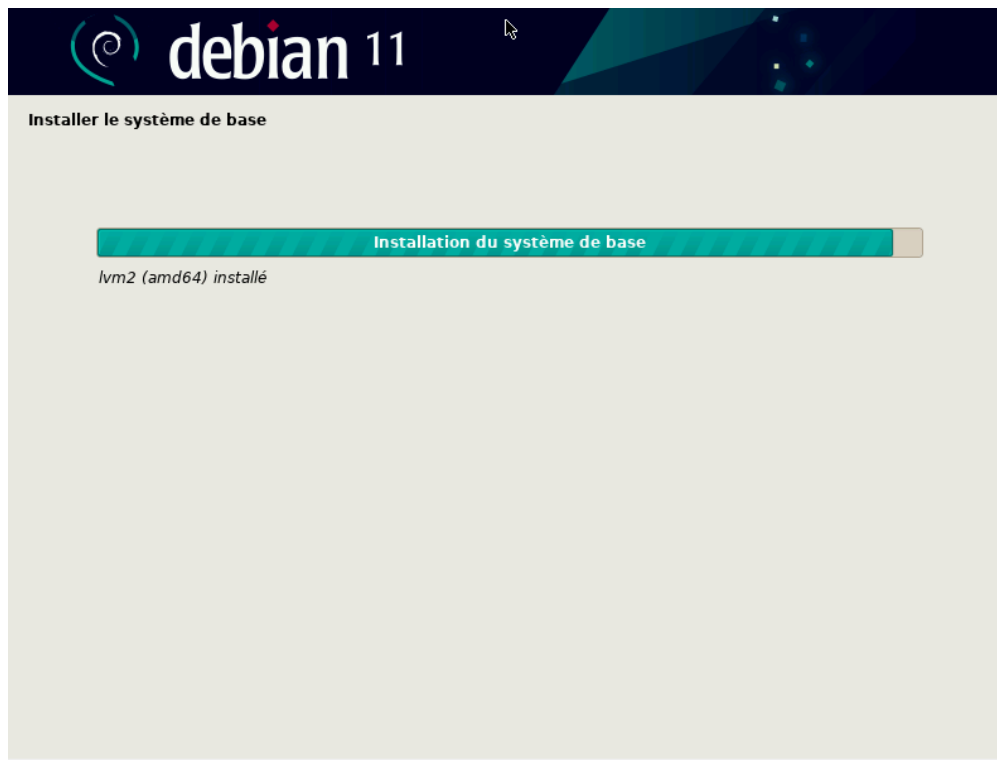 debian 11
Installer le système de base
Installation du système de base
lvm2 (amd64) installé